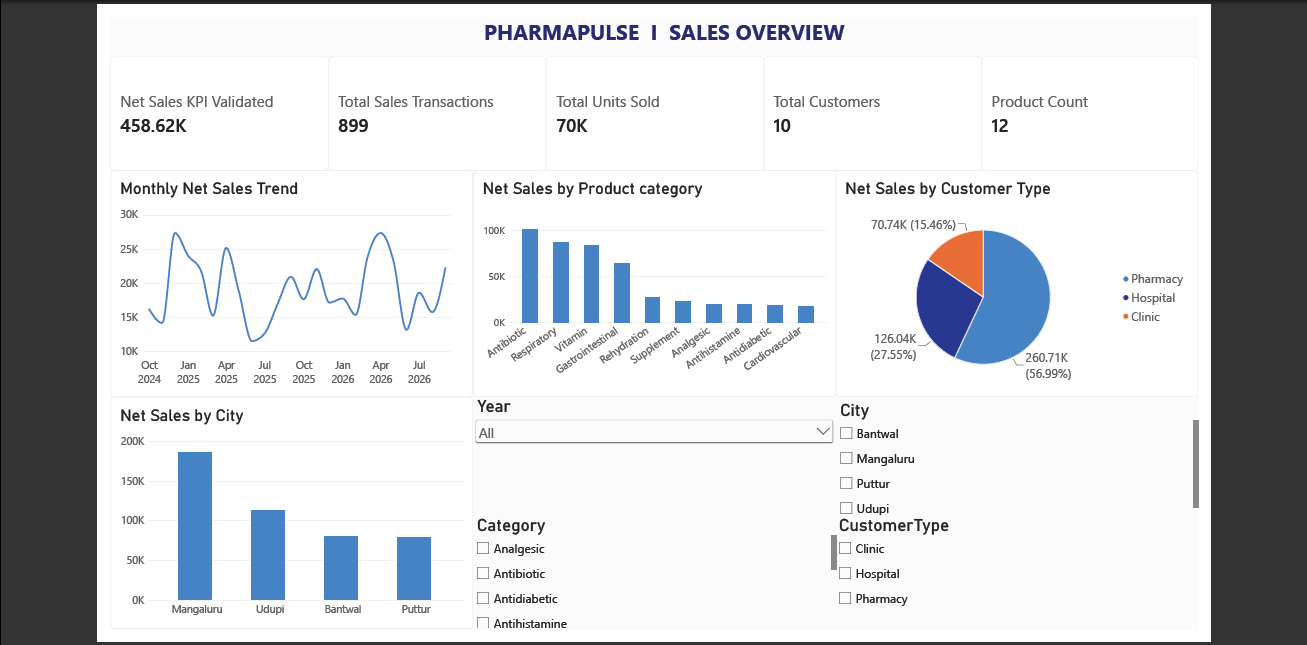 PHARMAPULSE I SALES OVERVIEW
Net Sales KPI Validated
458.62K
Total Sales Transactions
899
Total Units Sold
70K
Total Customers
10
Product Count
12
Monthly Net Sales Trend
30K
25K
20K
15K
10K
Oct 2024
Jan 2025
Apr 2025
Jul 2025
Oct 2025
Jan 2026
Apr 2026
Jul 2026
Net Sales by Product category
100K
50K
0K
Antibiotic
Respiratory
Vitamin
Gastrointestinal
Rehydration
Supplement
Analgesic
Antihistamine
Antidiabetic
Cardiovascular
Net Sales by Customer Type
70.74K (15.46%)
126.04K
(27.55%)
260.71K
(56.99%)
Pharmacy
Hospital
Clinic
Net Sales by City
200K
150K
100K
50K
0K
Mangaluru
Udupi
Bantwal
Puttur
Year
All
Category
Analgesic
Antibiotic
Antidiabetic
Antihistamine
City
Bantwal
Mangaluru
Puttur
Udupi
CustomerType
Clinic
Hospital
Pharmacy